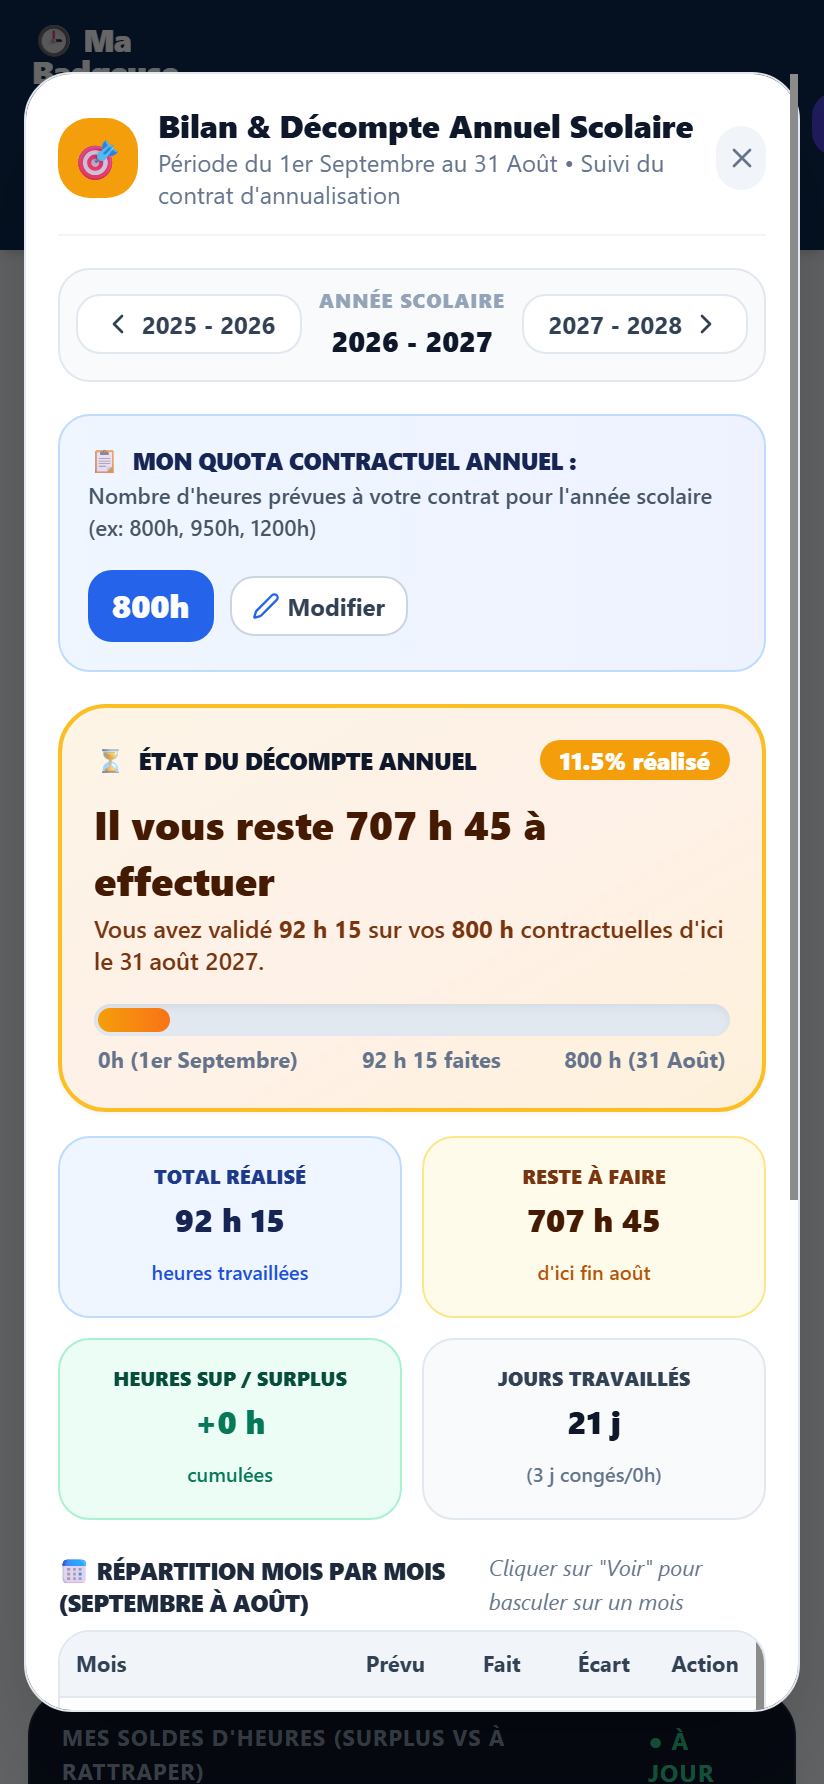 Ma
Badgeuse
Bilan & Décompte Annuel Scolaire
Période du 1er Septembre au 31 Août • Suivi du
contrat d'annualisation
2025 - 2026
ANNÉE SCOLAIRE
2026 - 2027
2027 - 2028
MON QUOTA CONTRACTUEL ANNUEL :
Nombre d'heures prévues à votre contrat pour l'année scolaire
(ex: 800h, 950h, 1200h)
800h
Modifier
ÉTAT DU DÉCOMPTE ANNUEL
11.5% réalisé
Il vous reste 707 h 45 à
effectuer
Vous avez validé 92 h 15 sur vos 800 h contractuelles d'ici
le 31 août 2027.
0h (1er Septembre)
92 h 15 faites
800 h (31 Août)
TOTAL RÉALISÉ
92 h 15
heures travaillées
RESTE À FAIRE
707 h 45
d'ici fin août
HEURES SUP / SURPLUS
+0 h
cumulées
JOURS TRAVAILLÉS
21 j
(3 j congés/0h)
RÉPARTITION MOIS PAR MOIS
(SEPTEMBRE À AOÛT)
Cliquer sur "Voir" pour
basculer sur un mois
Mois Prévu Fait Écart Action
MES SOLDES D'HEURES (SURPLUS VS À
RATTRAPER)
● À
JOUR